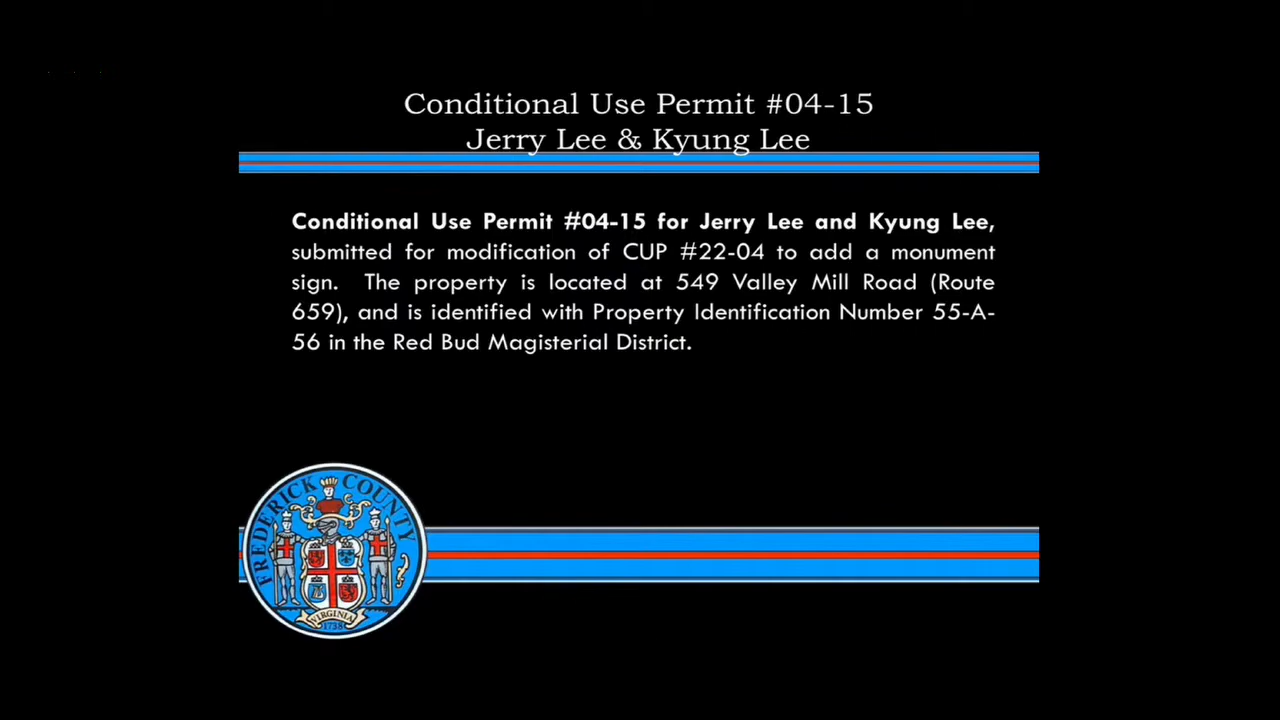 Conditional Use Permit #04-15
Jerry Lee & Kyung Lee
Conditional Use Permit #04-15 for Jerry Lee and Kyung Lee,
submitted for modification of CUP #22-04 to add a monument
sign. The property is located at 549 Valley Mill Road (Route
659), and is identified with Property Identification Number 55-A-
56 in the Red Bud Magisterial District.
FREDERICK COUNTY
VIRGINIA
1738